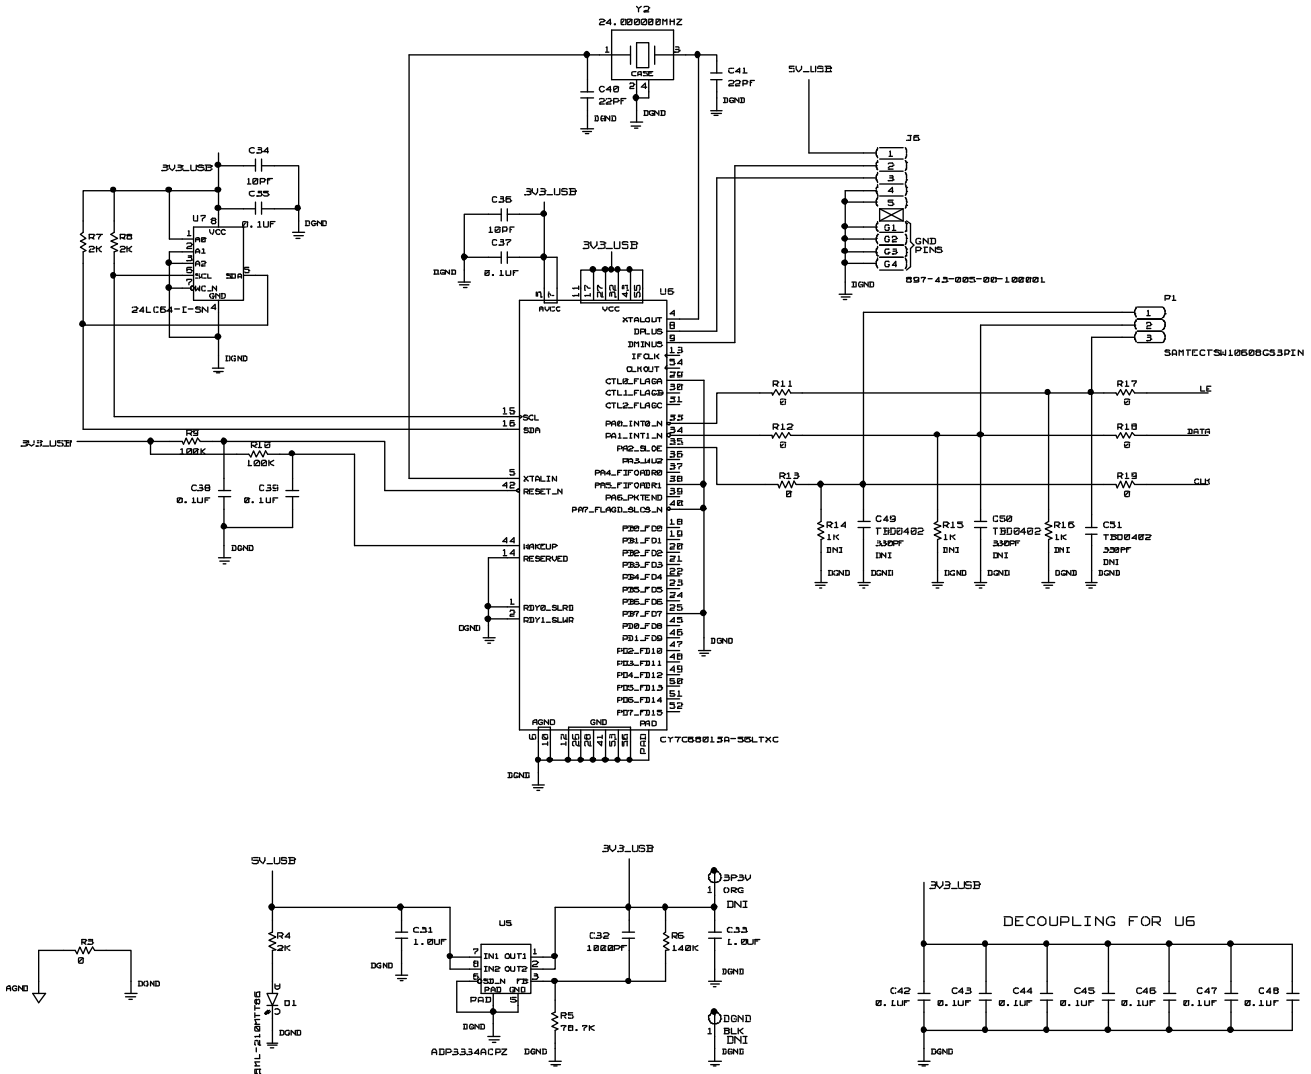 Y2
24.000000MHZ
1
3
CASE
2 4
C40
22PF
DGND
DGND
C41
22PF
DGND
5V_USB
J6
1
2
3
4
5
G1
G2
G3
G4
GND
PINS
DGND
897-43-005-00-100001
3V3_USB
C34
10PF
C35
0.1UF
DGND
R7
2K
R8
2K
U7
8
VCC
1
A0
2
A1
3
A2
6
SCL
SDA
5
7
WC_N
GND
4
24LC64-I-SN
DGND
C36
10PF
C37
0.1UF
DGND
3V3_USB
3V3_USB
3
7
11
17
27
32
43
55
U6
AVCC
VCC
XTALOUT
4
DPLUS
8
DMINUS
9
IFCLK
13
CLKOUT
54
CTL0_FLAGA
29
CTL1_FLAGB
30
CTL2_FLAGC
31
PA0_INT0_N
33
PA1_INT1_N
34
PA2_SLOE
35
PA3_WU2
36
PA4_FIFOADR0
37
PA5_FIFOADR1
38
PA6_PKTEND
39
PA7_FLAGD_SLCS_N
40
PB0_FD0
18
PB1_FD1
19
PB2_FD2
20
PB3_FD3
21
PB4_FD4
22
PB5_FD5
23
PB6_FD6
24
PB7_FD7
25
PD0_FD8
45
PD1_FD9
46
PD2_FD10
47
PD3_FD11
48
PD4_FD12
49
PD5_FD13
50
PD6_FD14
51
PD7_FD15
52
15
SCL
16
SDA
5
XTALIN
42
RESET_N
44
WAKEUP
14
RESERVED
1
RDY0_SLRD
2
RDY1_SLWR
DGND
DGND
AGND
GND
PAD
6
10
12
26
28
41
53
56
PAD
CY7C68013A-56LTXC
DGND
3V3_USB
R9
100K
R10
100K
C38
0.1UF
C39
0.1UF
DGND
P1
1
2
3
SAMTECTSW10608GS3PIN
R11
0
R17
0
LE
R12
0
R18
0
DATA
R13
0
R19
0
CLK
R14
1K
DNI
DGND
C49
TBD0402
330PF
DNI
DGND
R15
1K
DNI
DGND
C50
TBD0402
330PF
DNI
DGND
R16
1K
DNI
DGND
C51
TBD0402
330PF
DNI
DGND
AGND
R3
0
DGND
5V_USB
R4
2K
D1
SML-210MTT86
DGND
C31
1.0UF
DGND
U5
7
IN1
OUT1
1
8
IN2
OUT2
2
6
SD_N
FB
3
PAD
GND
PAD
5
DGND
ADP3334ACPZ
3V3_USB
C32
1000PF
R6
140K
R5
78.7K
DGND
3P3V
1
ORG
DNI
C33
1.0UF
DGND
DGND
1
BLK
DNI
DGND
3V3_USB
DECOUPLING FOR U6
C42
0.1UF
C43
0.1UF
C44
0.1UF
C45
0.1UF
C46
0.1UF
C47
0.1UF
C48
0.1UF
DGND